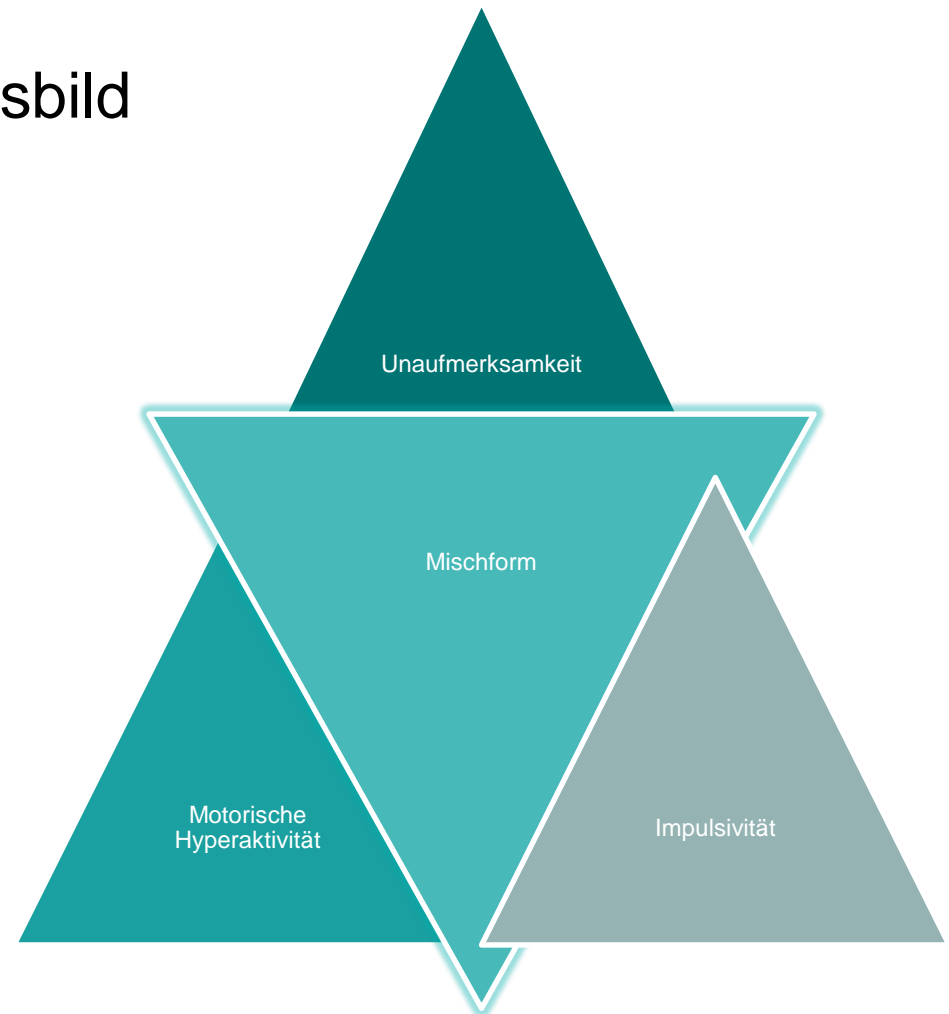 sbild
Unaufmerksamkeit
Mischform
Motorische
Hyperaktivität
Impulsivität